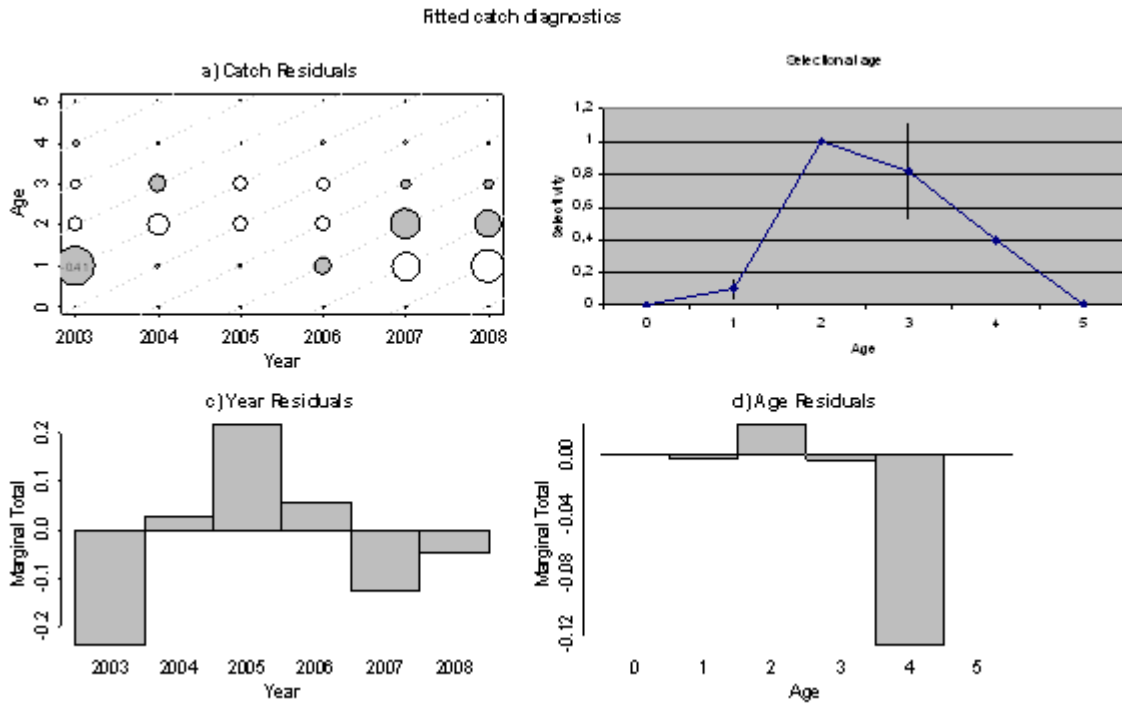 Fitted catch diagnostics
a) Catch Residuals
Age
5
4
3
2
1
0
-0.41
2003 2004 2005 2006 2007 2008
Year
Selection at age
Selectivity
1,2
1
0,8
0,6
0,4
0,2
0
0 1 2 3 4 5
Age
c) Year Residuals
Marginal Total
0.2
0.1
0.0
-0.1
-0.2
2003 2004 2005 2006 2007 2008
Year
d) Age Residuals
Marginal Total
0.00
-0.04
-0.08
-0.12
0 1 2 3 4 5
Age